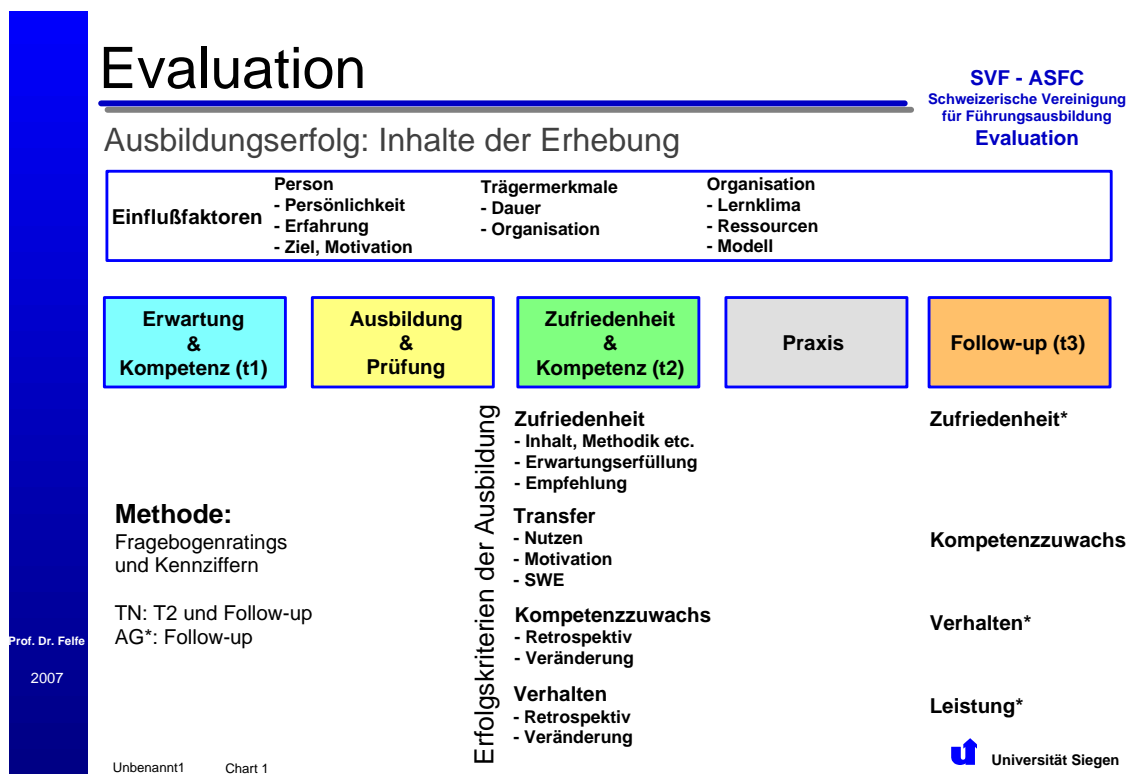 Evaluation
SVF - ASFC
Schweizerische Vereinigung
für Führungsausbildung
Evaluation
Ausbildungserfolg: Inhalte der Erhebung
Einflußfaktoren
Person
- Persönlichkeit
- Erfahrung
- Ziel, Motivation
Trägermerkmale
- Dauer
- Organisation
Organisation
- Lernklima
- Ressourcen
- Modell
Erwartung
&
Kompetenz (t1)
Ausbildung
&
Prüfung
Zufriedenheit
&
Kompetenz (t2)
Praxis
Follow-up (t3)
Methode:
Fragebogenratings
und Kennziffern
TN: T2 und Follow-up
AG*: Follow-up
Erfolgskriterien der Ausbildung
Zufriedenheit
- Inhalt, Methodik etc.
- Erwartungserfüllung
- Empfehlung
Transfer
- Nutzen
- Motivation
- SWE
Kompetenzzuwachs
- Retrospektiv
- Veränderung
Verhalten
- Retrospektiv
- Veränderung
Zufriedenheit*
Kompetenzzuwachs
Verhalten*
Leistung*
Prof. Dr. Felfe
2007
Unbenannt1 Chart 1
Universität Siegen